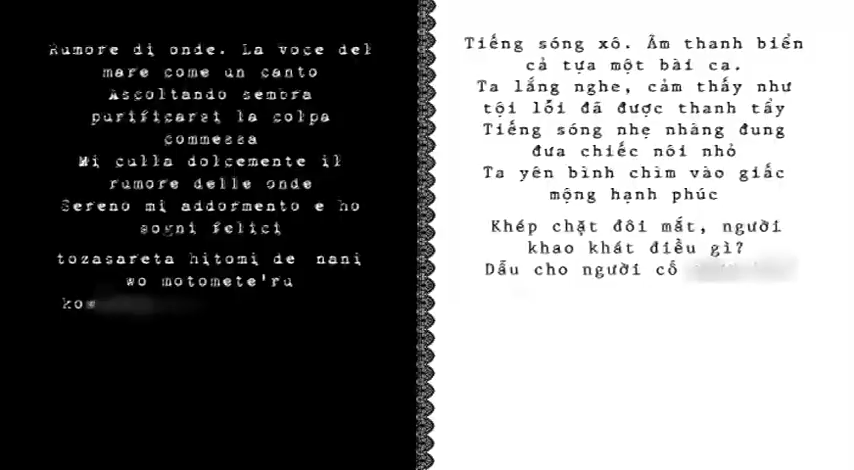 Rumore di onde. La voce del
mare come un canto
Ascoltando sembra
purificarsi la colpa
commessa
Mi culla dolcemente il
rumore delle onde
Sereno mi addormento e ho
sogni felici
tozasareta hitomi de nani
wo motomete'ru
Tiếng sóng xô. Âm thanh biển
cả tựa một bài ca.
Ta lắng nghe, cảm thấy như
tội lỗi đã được thanh tẩy
Tiếng sóng nhẹ nhàng đung
đưa chiếc nôi nhỏ
Ta yên bình chìm vào giấc
mộng hạnh phúc
Khép chặt đôi mắt, người
khao khát điều gì?
Dẫu cho người cố